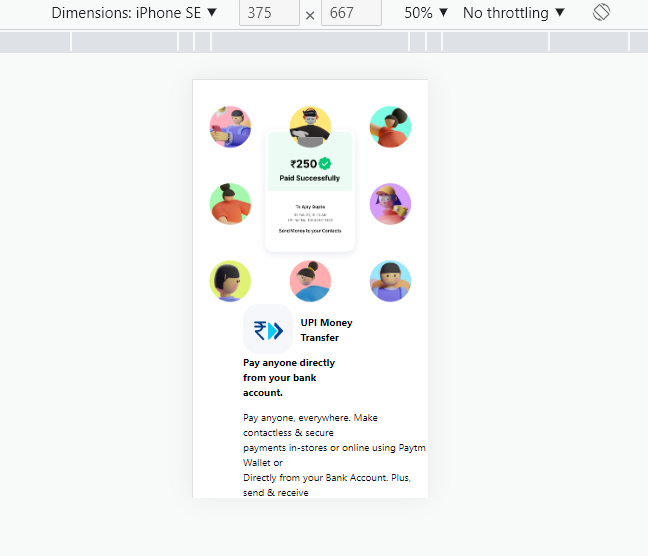 Dimensions: iPhone SE ▼ 375 × 667 50% ▼ No throttling ▼
₹250
Paid Successfully
To Ajay Gupta
Send Money to your Contacts
UPI Money
Transfer
Pay anyone directly
from your bank
account.
Pay anyone, everywhere. Make
contactless & secure
payments in-stores or online using Paytm
Wallet or
Directly from your Bank Account. Plus,
send & receive